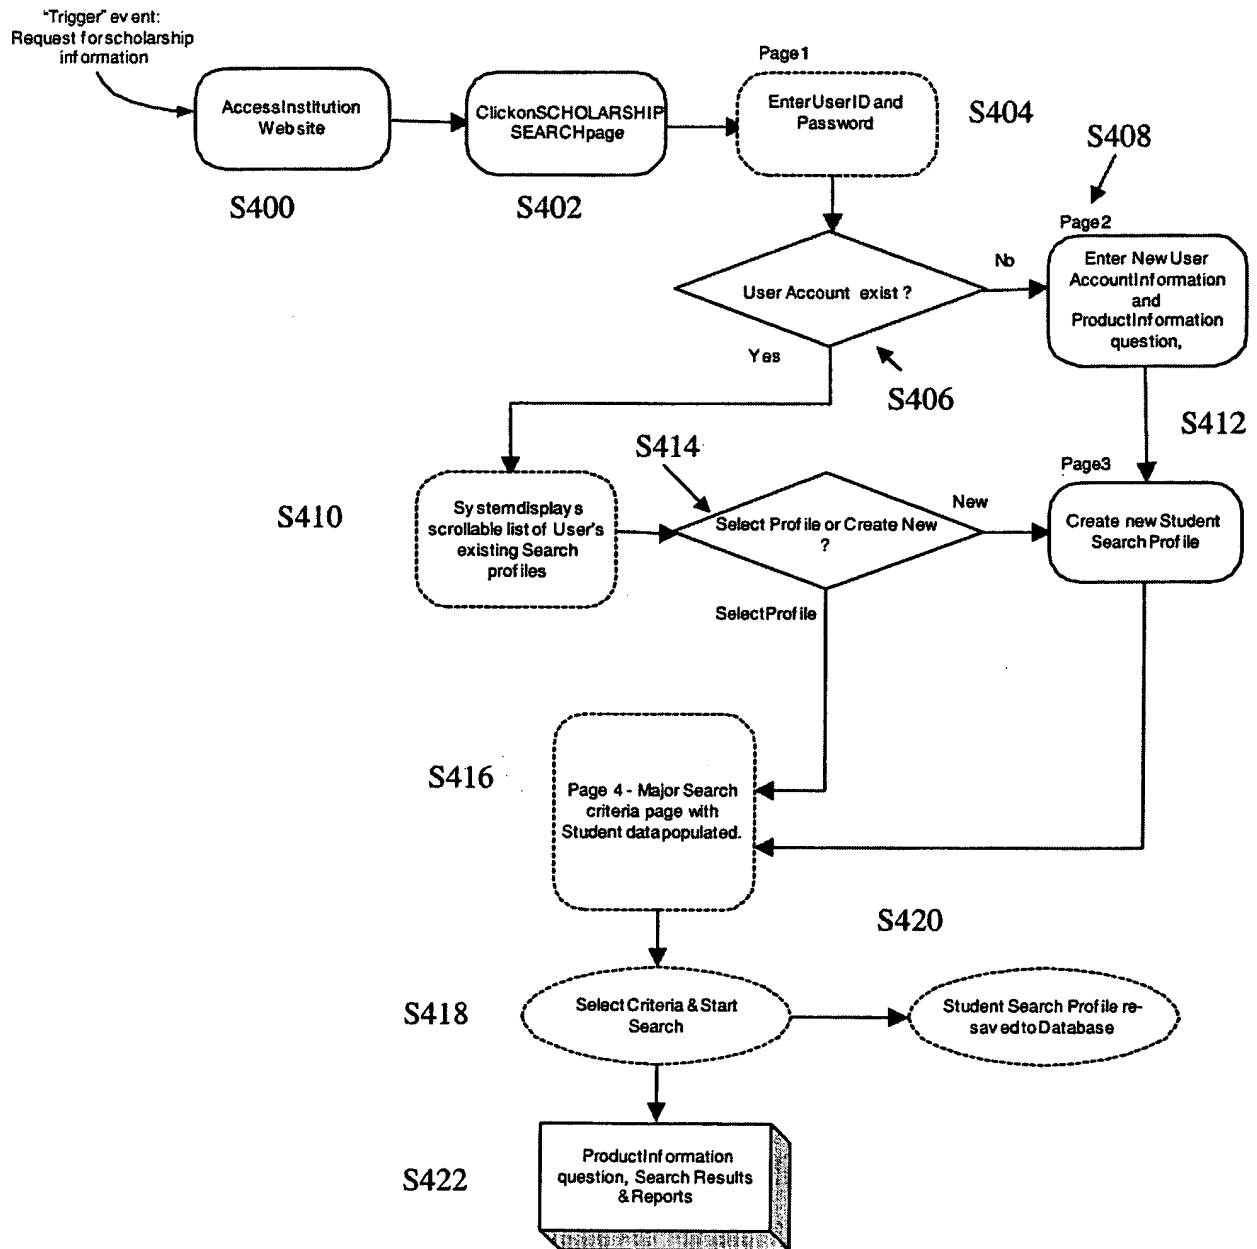 "Trigger" event:
Request for scholarship
information
Access Institution
Website
S400
Click on SCHOLARSHIP
SEARCH page
S402
Page 1
Enter User ID and
Password
S404
S408
Page 2
Enter New User
Account Information
and
Product Information
question,
User Account exist ?
No
Yes
S406
S412
S410
System displays
scrollable list of User's
existing Search
profiles
S414
Select Profile or Create New
?
New
Select Profile
Page 3
Create new Student
Search Profile
S416
Page 4 - Major Search
criteria page with
Student data populated.
S420
S418
Select Criteria & Start
Search
Student Search Profile re-
saved to Database
S422
Product Information
question, Search Results
& Reports